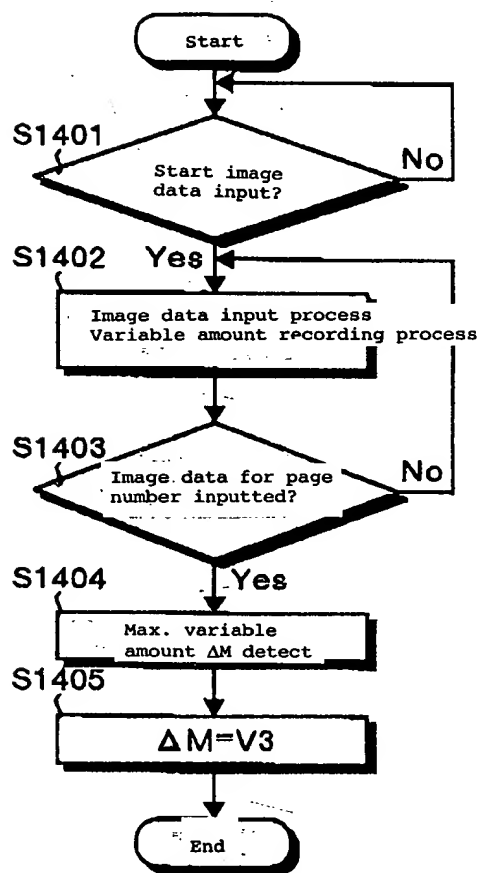 Start
S1401
Start image
data input?
No
S1402
Yes
Image data input process
Variable amount recording process
S1403
Image data for page
number inputted?
No
Yes
S1404
Max. variable
amount ΔM detect
S1405
ΔM=V3
End